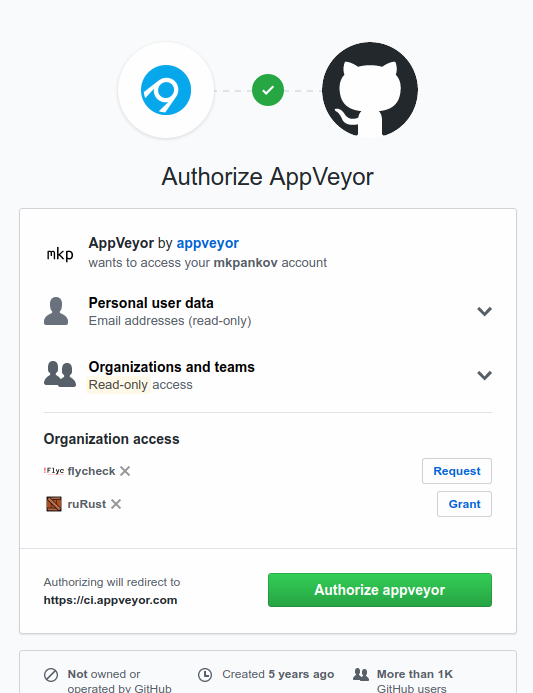 Authorize AppVeyor
mkp
AppVeyor by appveyor
wants to access your mkpankov account
Personal user data
Email addresses (read-only)
Organizations and teams
Read-only access
Organization access
!Flyc flycheck Request
ruRust Grant
Authorizing will redirect to
https://ci.appveyor.com
Authorize appveyor
Not owned or
operated by GitHub
Created 5 years ago
More than 1K
GitHub users